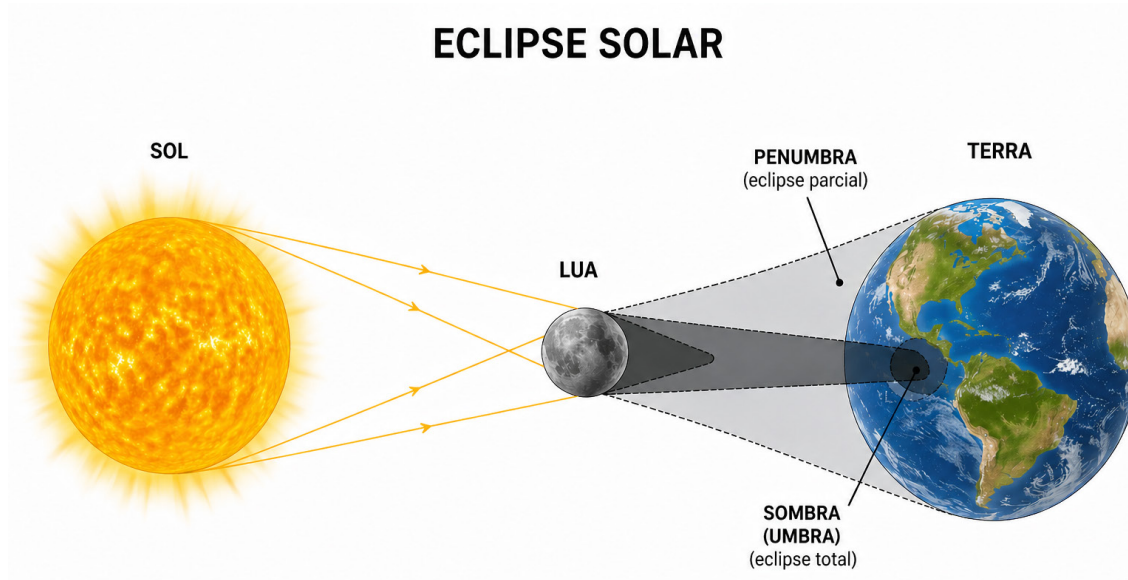 ECLIPSE SOLAR
SOL
LUA
PENUMBRA
(eclipse parcial)
TERRA
SOMBRA
(UMBRA)
(eclipse total)